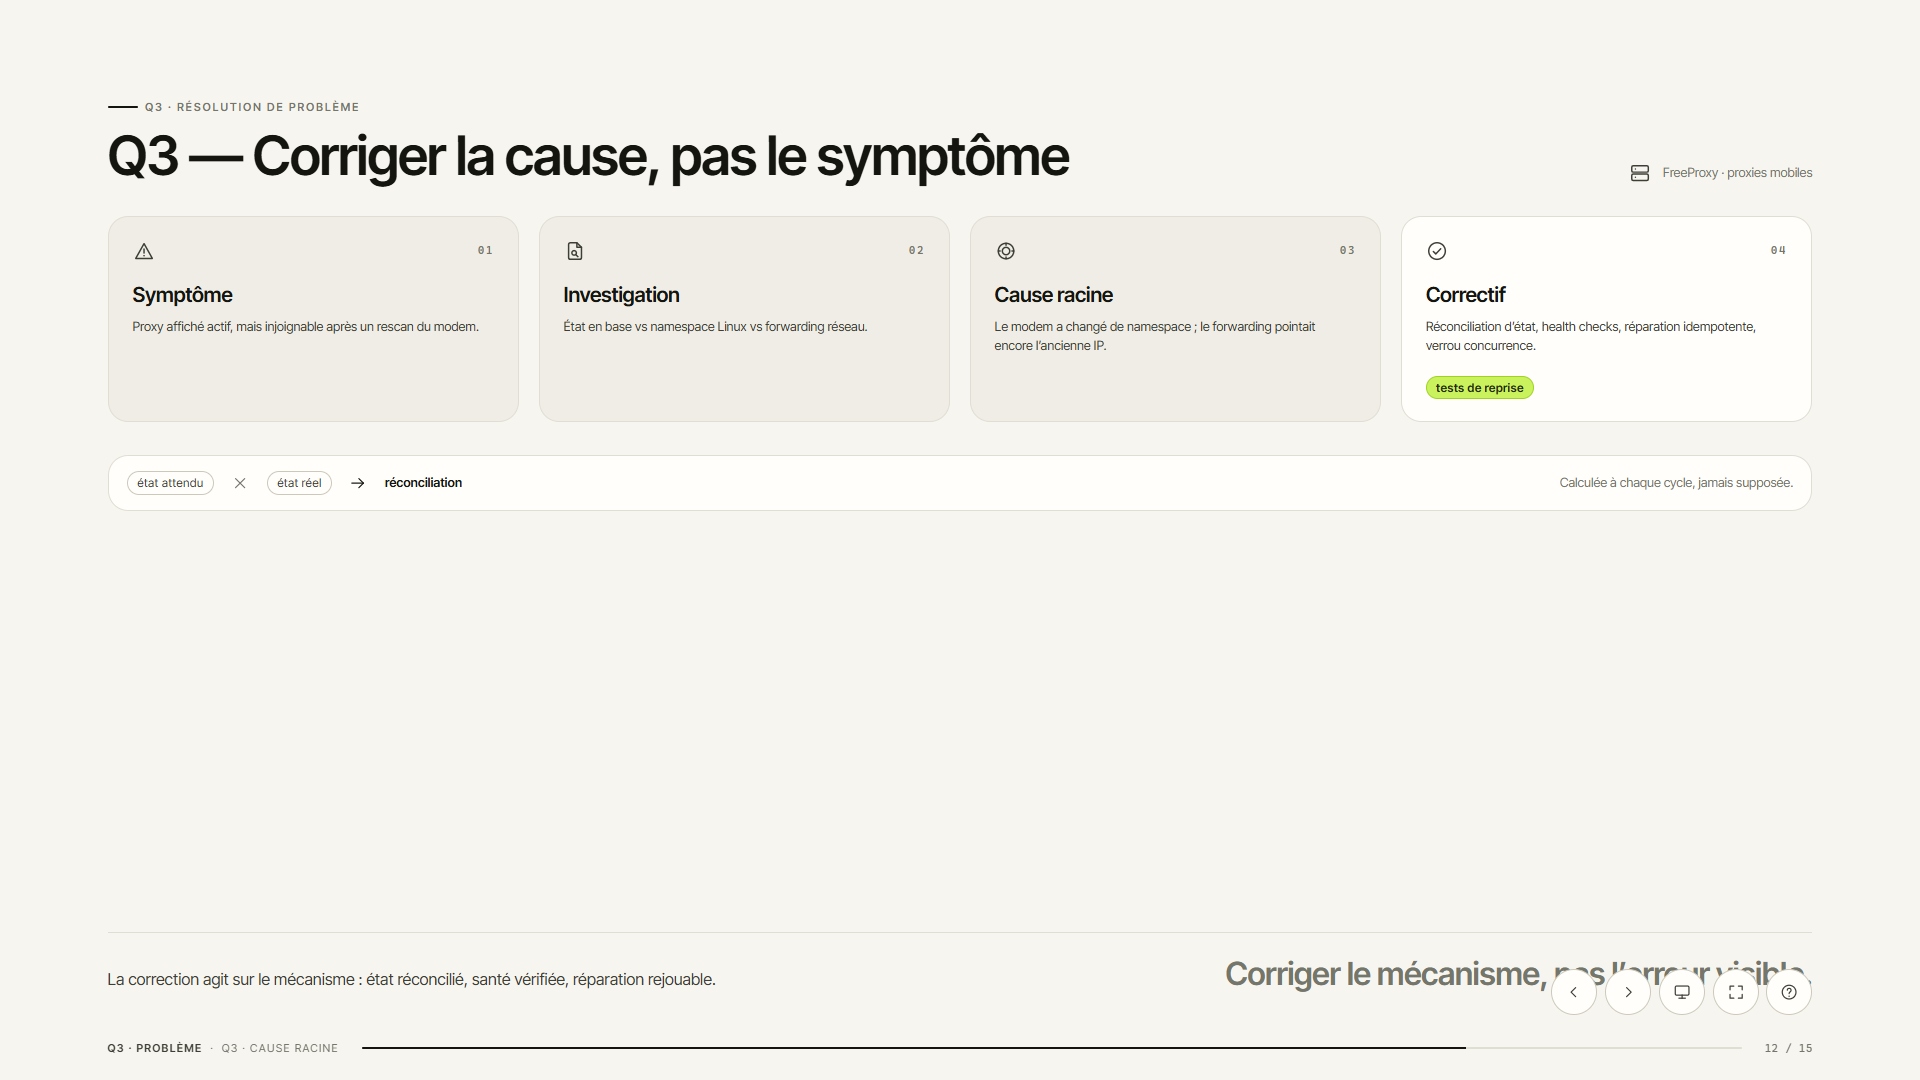 Q3 · RÉSOLUTION DE PROBLÈME
Q3 — Corriger la cause, pas le symptôme
FreeProxy · proxies mobiles
01
Symptôme
Proxy affiché actif, mais injoignable après un rescan du modem.
02
Investigation
État en base vs namespace Linux vs forwarding réseau.
03
Cause racine
Le modem a changé de namespace ; le forwarding pointait
encore l’ancienne IP.
04
Correctif
Réconciliation d’état, health checks, réparation idempotente,
verrou concurrence.
tests de reprise
état attendu
état réel
réconciliation
Calculée à chaque cycle, jamais supposée.
La correction agit sur le mécanisme : état réconcilié, santé vérifiée, réparation rejouable.
Corriger le mécanisme, pas l’erreur visible.
Q3 · PROBLÈME · Q3 · CAUSE RACINE
12 / 15